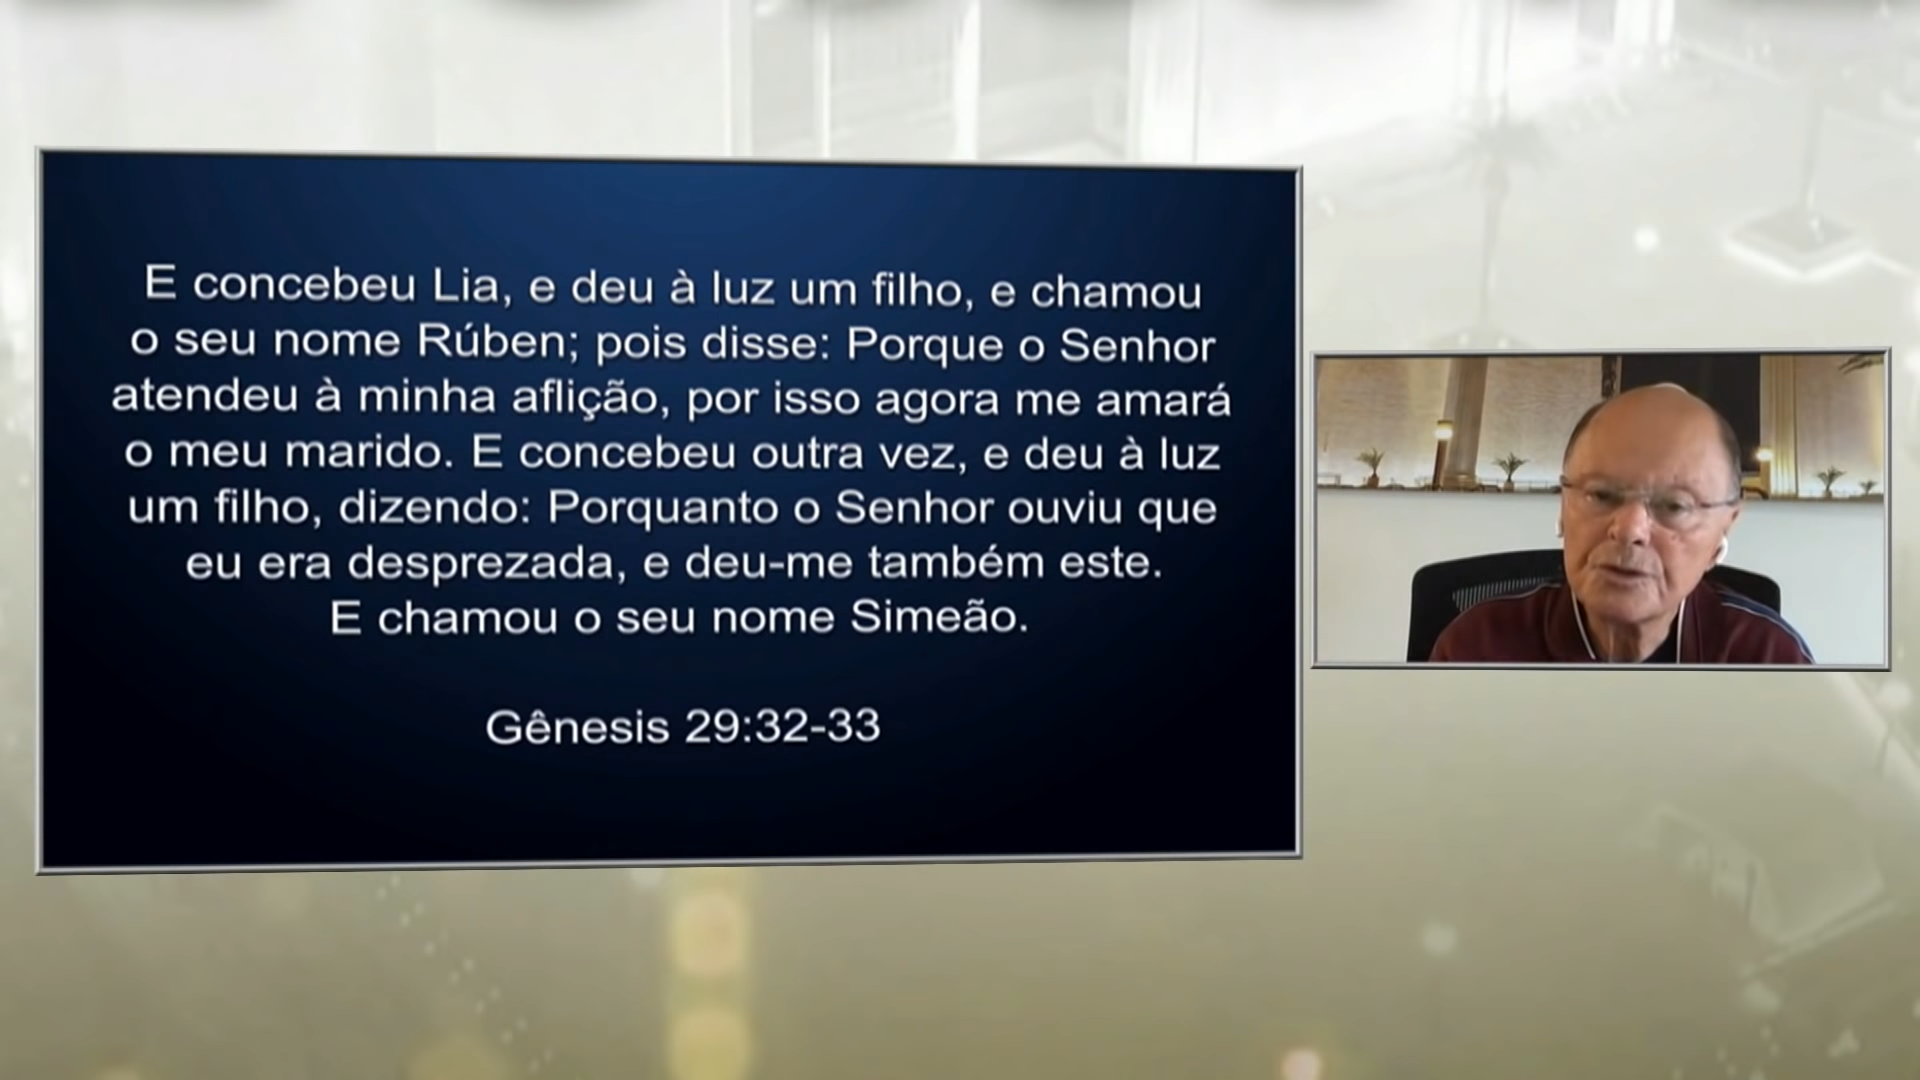 E concebeu Lia, e deu à luz um filho, e chamou
o seu nome Rúben; pois disse: Porque o Senhor
atendeu à minha aflição, por isso agora me amará
o meu marido. E concebeu outra vez, e deu à luz
um filho, dizendo: Porquanto o Senhor ouviu que
eu era desprezada, e deu-me também este.
E chamou o seu nome Simeão.
Gênesis 29:32-33